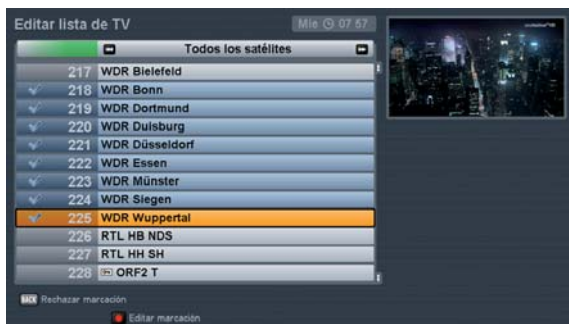 Editar lista de TV
Mie 07 57
Todos los satélites
217 WDR Bielefeld
218 WDR Bonn
219 WDR Dortmund
220 WDR Duisburg
221 WDR Düsseldorf
222 WDR Essen
223 WDR Münster
224 WDR Siegen
225 WDR Wuppertal
226 RTL HB NDS
227 RTL HH SH
228 ORF2 T
BACK Rechazar marcación
Editar marcación